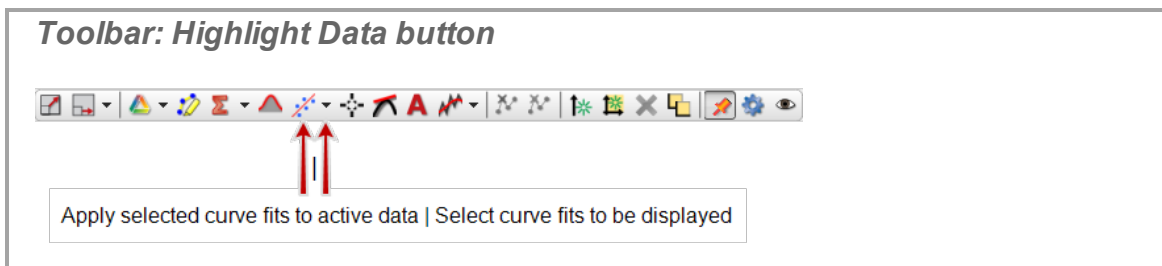 Toolbar: Highlight Data button
Σ A
|
Apply selected curve fits to active data | Select curve fits to be displayed